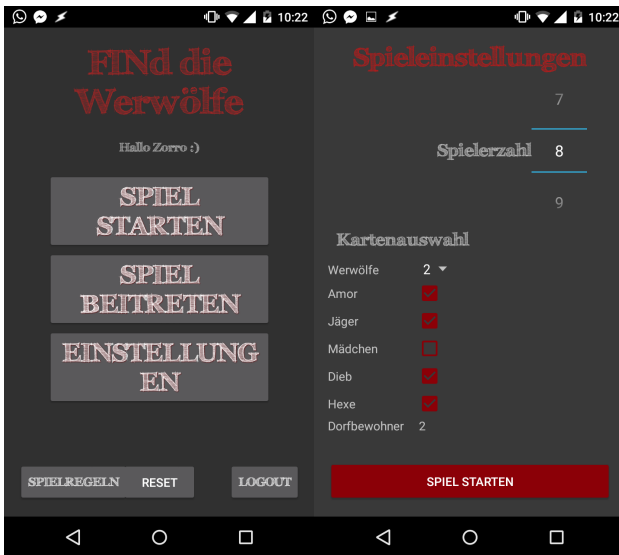 10:22
FINd die
Werwölfe
Hallo Zorro :)
SPIEL
STARTEN
SPIEL
BEITRETEN
EINSTELLUNG
EN
SPIELREGELN RESET LOGOUT
10:22
Spieleinstellungen
7
Spielerzahl 8
9
Kartenauswahl
Werwölfe 2
Amor
Jäger
Mädchen
Dieb
Hexe
Dorfbewohner 2
SPIEL STARTEN